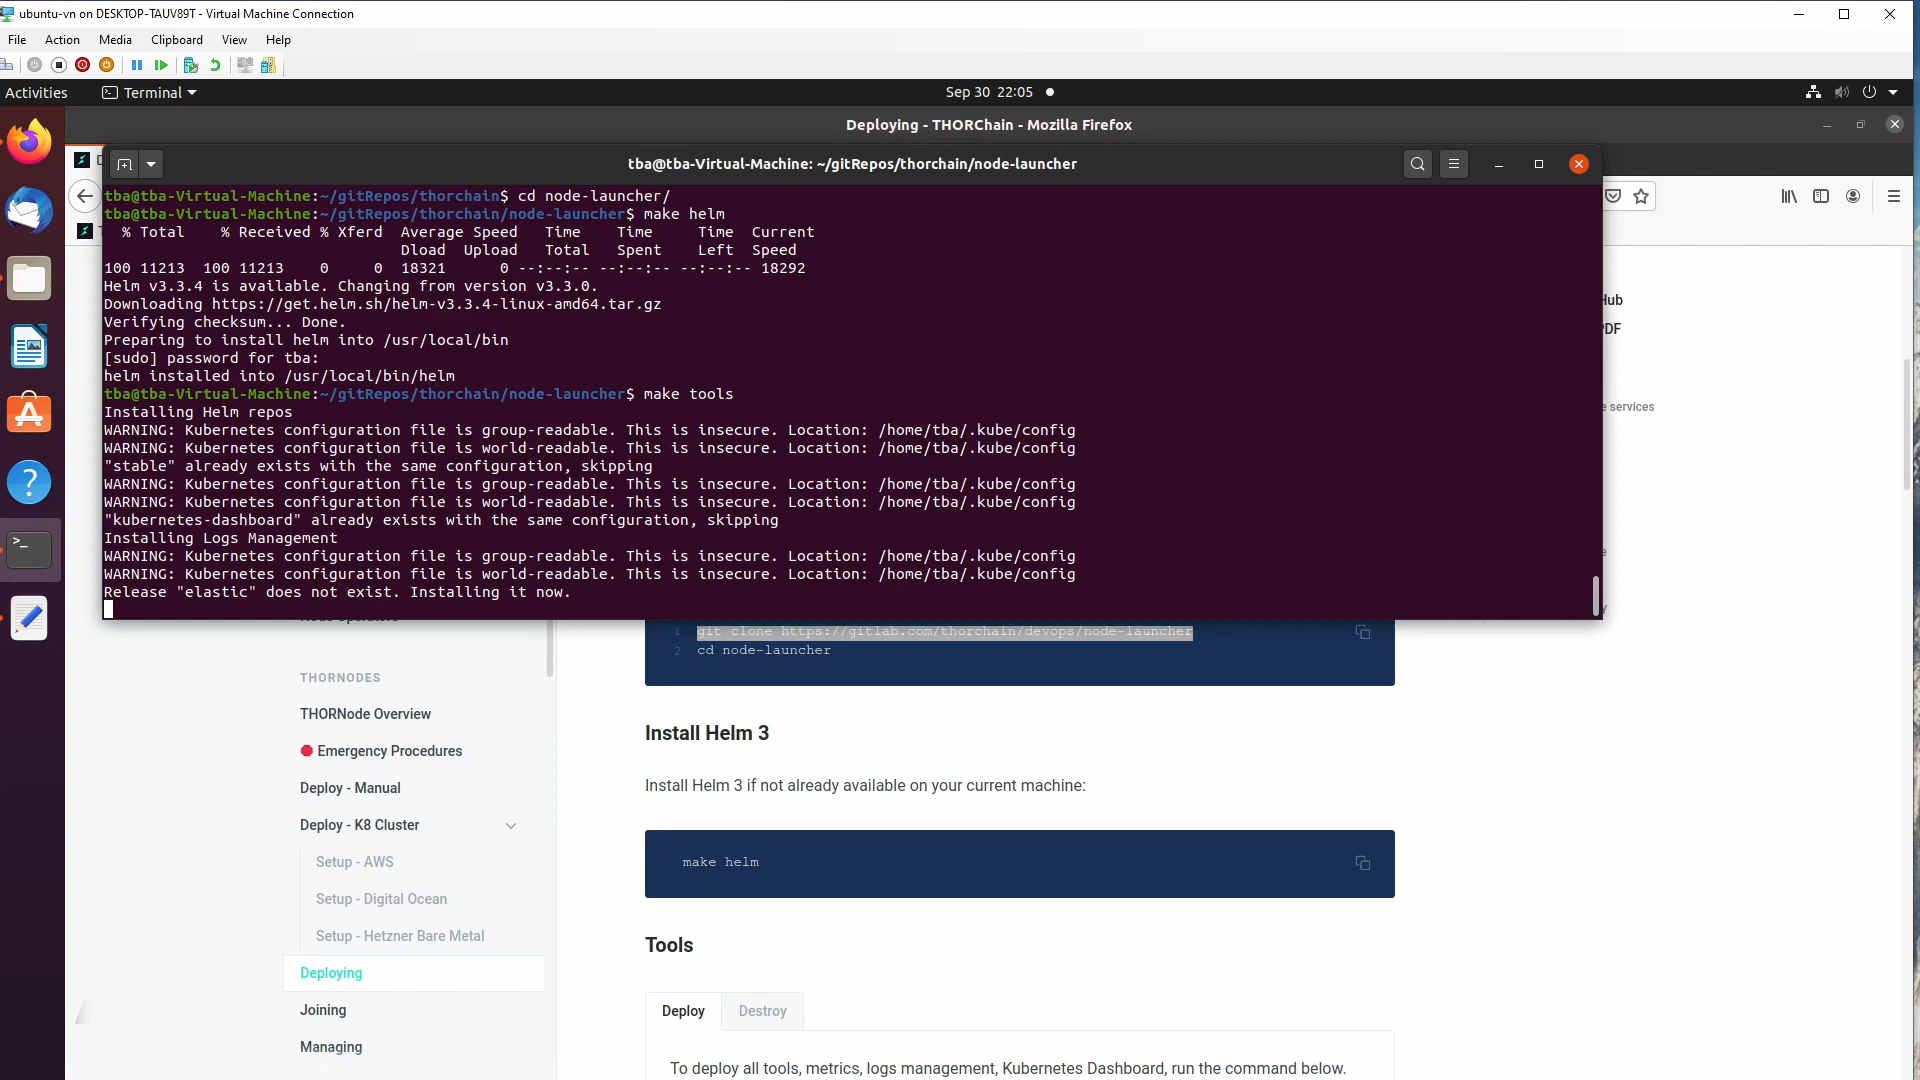 ubuntu-vn on DESKTOP-TAUV89T - Virtual Machine Connection
File Action Media Clipboard View Help
Activities Terminal Sep 30 22:05
Deploying - THORChain - Mozilla Firefox
tba@tba-Virtual-Machine: ~/gitRepos/thorchain/node-launcher
tba@tba-Virtual-Machine:~/gitRepos/thorchain$ cd node-launcher/
tba@tba-Virtual-Machine:~/gitRepos/thorchain/node-launcher$ make helm
% Total % Received % Xferd Average Speed Time Time Time Current
Dload Upload Total Spent Left Speed
100 11213 100 11213 0 0 18321 0 --:--:-- --:--:-- --:--:-- 18292
Helm v3.3.4 is available. Changing from version v3.3.0.
Downloading https://get.helm.sh/helm-v3.3.4-linux-amd64.tar.gz
Verifying checksum... Done.
Preparing to install helm into /usr/local/bin
[sudo] password for tba:
helm installed into /usr/local/bin/helm
tba@tba-Virtual-Machine:~/gitRepos/thorchain/node-launcher$ make tools
Installing Helm repos
WARNING: Kubernetes configuration file is group-readable. This is insecure. Location: /home/tba/.kube/config
WARNING: Kubernetes configuration file is world-readable. This is insecure. Location: /home/tba/.kube/config
"stable" already exists with the same configuration, skipping
WARNING: Kubernetes configuration file is group-readable. This is insecure. Location: /home/tba/.kube/config
WARNING: Kubernetes configuration file is world-readable. This is insecure. Location: /home/tba/.kube/config
"kubernetes-dashboard" already exists with the same configuration, skipping
Installing Logs Management
WARNING: Kubernetes configuration file is group-readable. This is insecure. Location: /home/tba/.kube/config
WARNING: Kubernetes configuration file is world-readable. This is insecure. Location: /home/tba/.kube/config
Release "elastic" does not exist. Installing it now.
Hub
PDF
e services
THORNODES
THORNode Overview
Emergency Procedures
Deploy - Manual
Deploy - K8 Cluster
Setup - AWS
Setup - Digital Ocean
Setup - Hetzner Bare Metal
Deploying
Joining
Managing
1 git clone https://gitlab.com/thorchain/devops/node-launcher
2 cd node-launcher
Install Helm 3
Install Helm 3 if not already available on your current machine:
make helm
Tools
Deploy Destroy
To deploy all tools, metrics, logs management, Kubernetes Dashboard, run the command below.